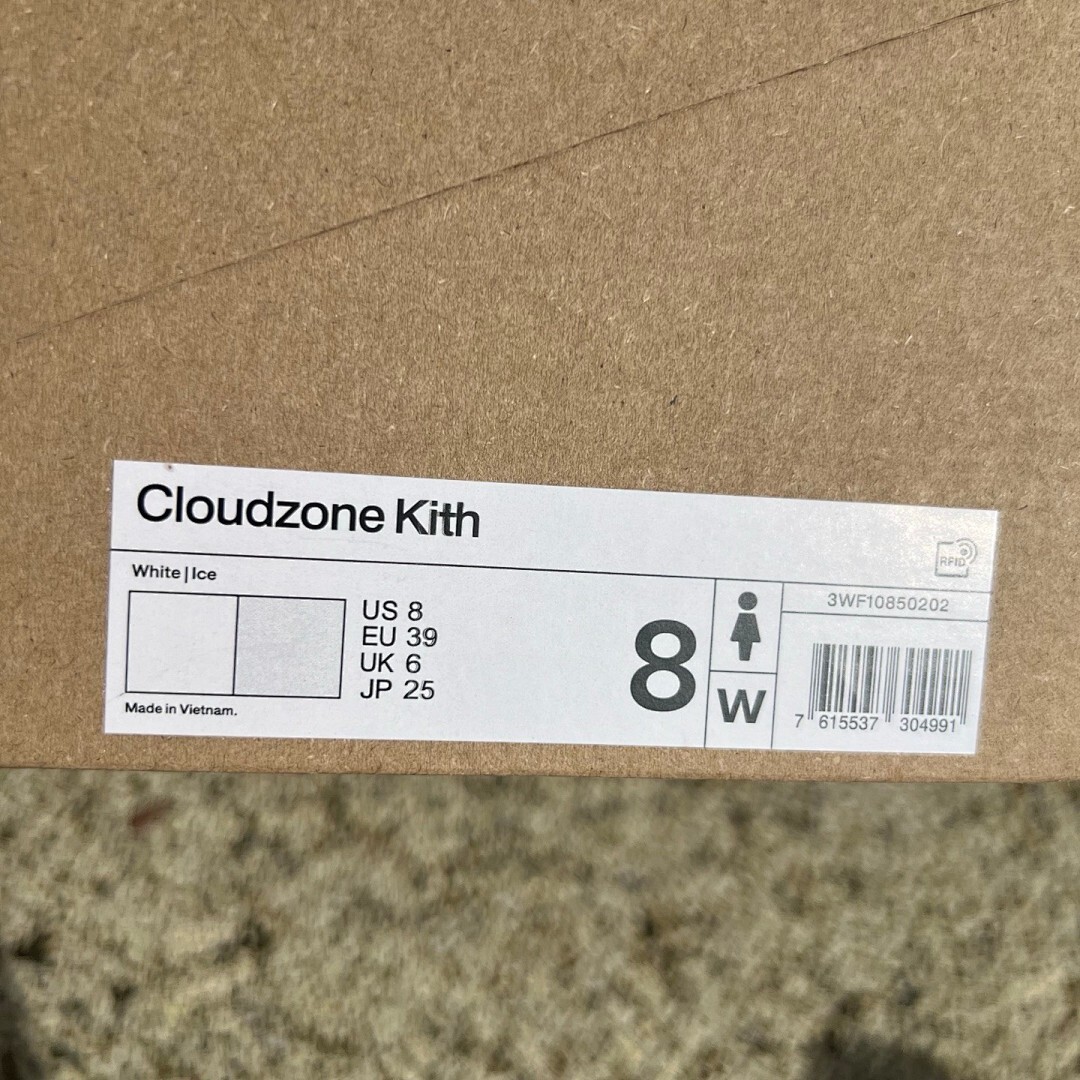 Cloudzone Kith
RFID
White | Ice
US 8
EU 39
UK 6
JP 25
Made in Vietnam.
8
W
3WF10850202
7 615537 304991